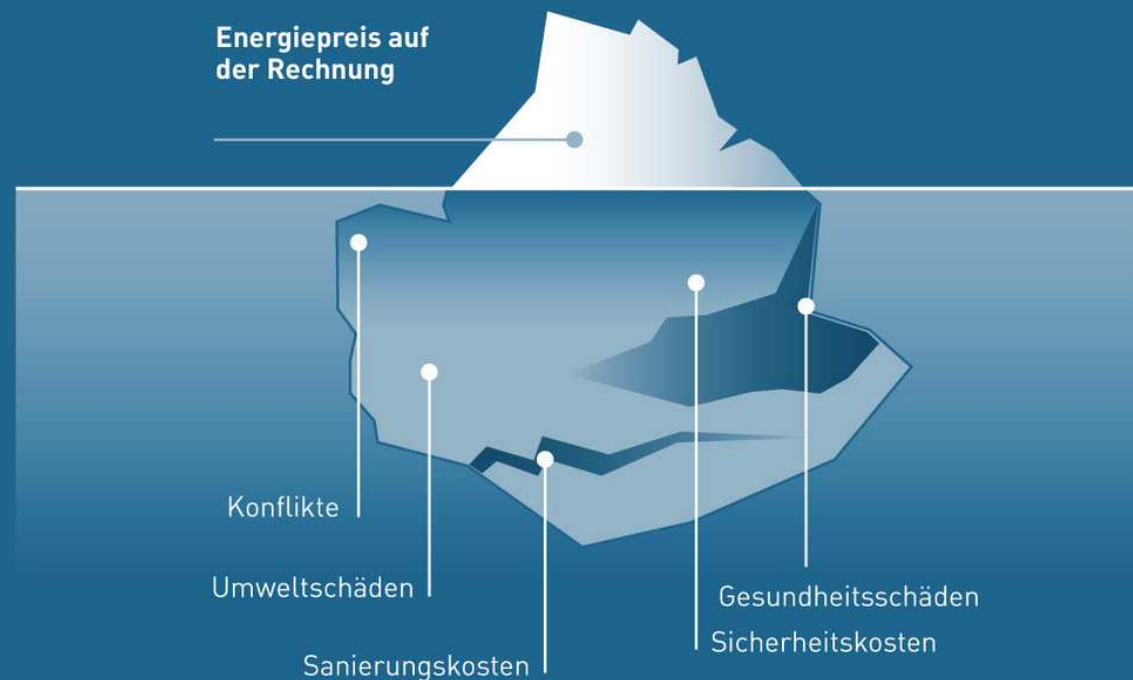 Energiepreis auf
der Rechnung
Konflikte
Umweltschäden
Gesundheitsschäden
Sicherheitskosten
Sanierungskosten